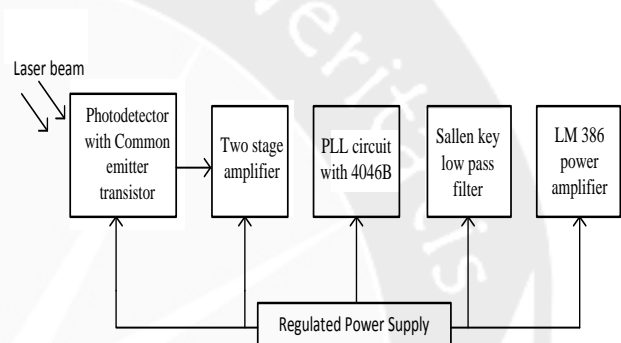 Laser beam
Photodetector
with Common
emitter
transistor
Two stage
amplifier
PLL circuit
with 4046B
Sallen key
low pass
filter
LM 386
power
amplifier
Regulated Power Supply
veritatis